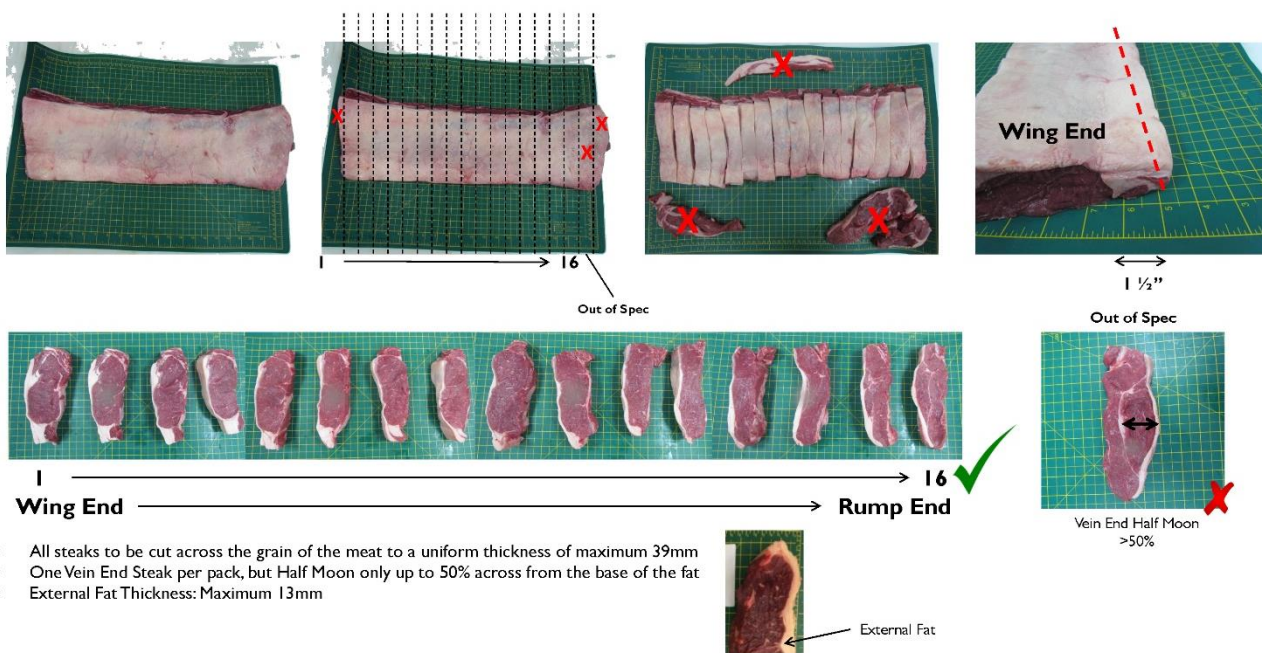 X
X
X
X
X
X
Wing End
1
16
1 ½”
Out of Spec
Out of Spec
1
16
Wing End
Rump End
X
Vein End Half Moon
>50%
All steaks to be cut across the grain of the meat to a uniform thickness of maximum 39mm
One Vein End Steak per pack, but Half Moon only up to 50% across from the base of the fat
External Fat Thickness: Maximum 13mm
External Fat